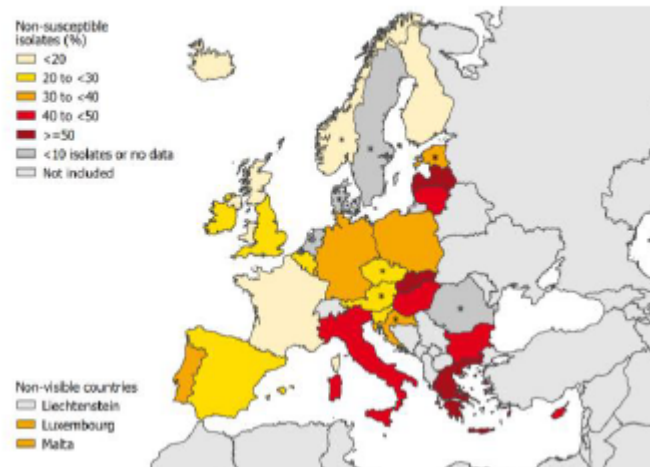 Non-susceptible
isolates (%)
<20
20 to <30
30 to <40
40 to <50
>=50
<10 isolates or no data
Not included
Non-visible countries
Liechtenstein
Luxembourg
Malta